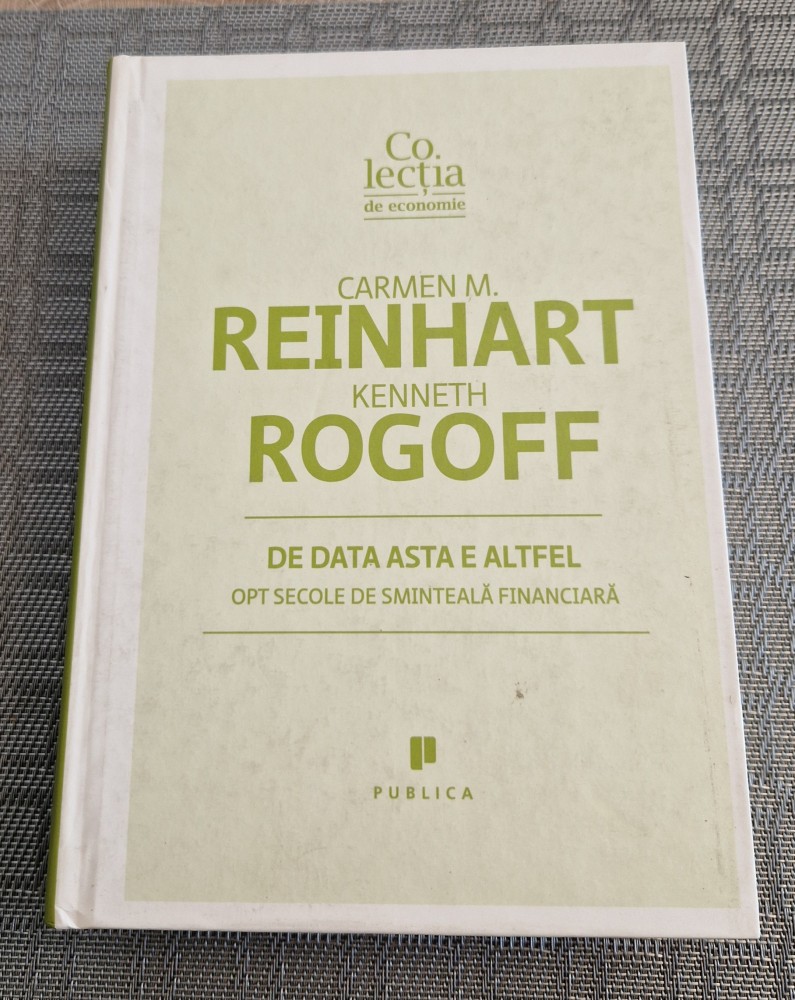 Co.
lecția
de economie
CARMEN M.
REINHART
KENNETH
ROGOFF
DE DATA ASTA E ALTFEL
OPT SECOLE DE SMINTEALĂ FINANCIARĂ
PUBLICA